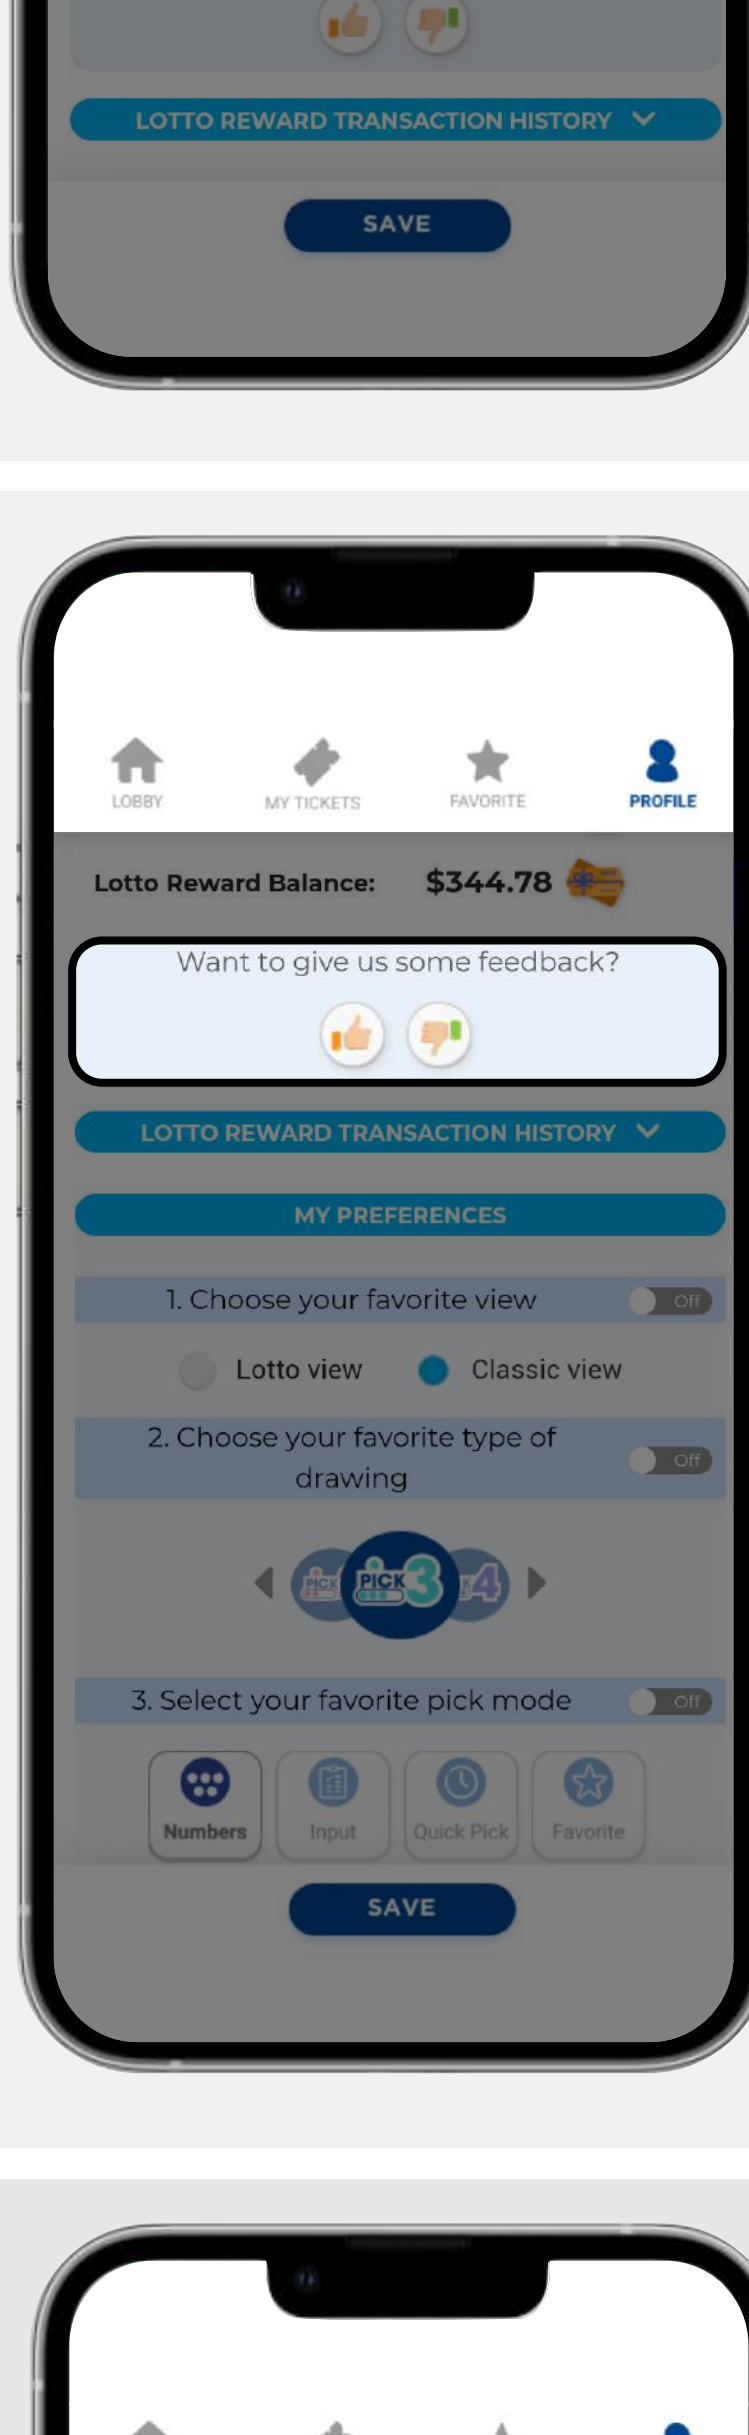 LOTTO REWARD TRANSACTION HISTORY
SAVE
LOBBY
MY TICKETS
FAVORITE
PROFILE
Lotto Reward Balance: $344.78
Want to give us some feedback?
LOTTO REWARD TRANSACTION HISTORY
MY PREFERENCES
1. Choose your favorite view
Off
Lotto view
Classic view
2. Choose your favorite type of
drawing
Off
PICK
PICK 3
4
3. Select your favorite pick mode
Off
Numbers
Input
Quick Pick
Favorite
SAVE